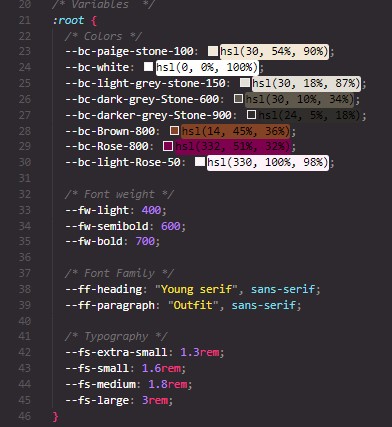 20 /* Variables */
21 :root {
22 /* Colors */
23 --bc-paige-stone-100: hsl(30, 54%, 90%);
24 --bc-white: hsl(0, 0%, 100%);
25 --bc-light-grey-stone-150: hsl(30, 18%, 87%);
26 --bc-dark-grey-Stone-600: hsl(30, 10%, 34%);
27 --bc-darker-grey-Stone-900: hsl(24, 5%, 18%);
28 --bc-Brown-800: hsl(14, 45%, 36%);
29 --bc-Rose-800: hsl(332, 51%, 32%);
30 --bc-light-Rose-50: hsl(330, 100%, 98%);
31
32 /* Font weight */
33 --fw-light: 400;
34 --fw-semibold: 600;
35 --fw-bold: 700;
36
37 /* Font Family */
38 --ff-heading: "Young serif", sans-serif;
39 --ff-paragraph: "Outfit", sans-serif;
40
41 /* Typography */
42 --fs-extra-small: 1.3rem;
43 --fs-small: 1.6rem;
44 --fs-medium: 1.8rem;
45 --fs-large: 3rem;
46 }